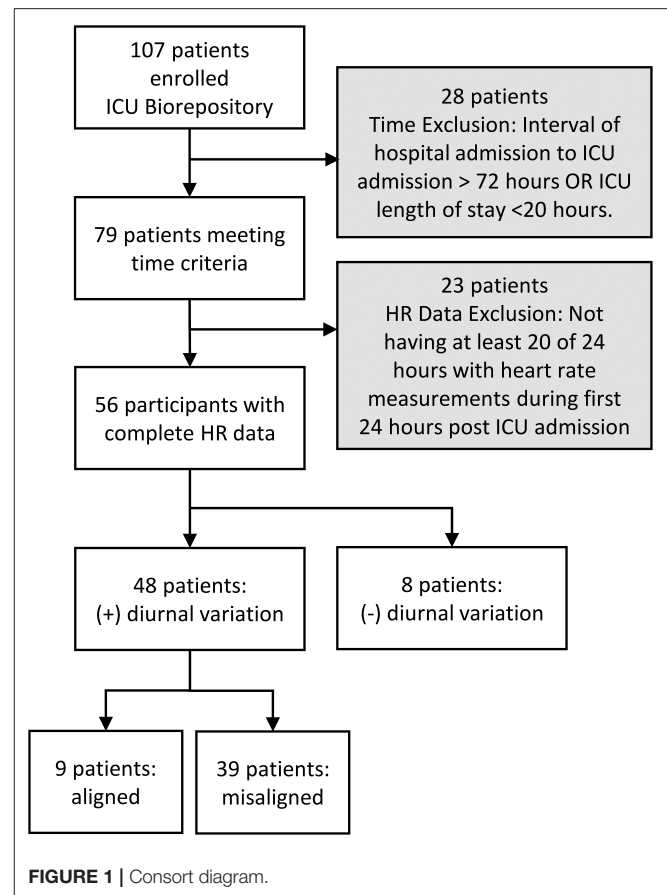 107 patients
enrolled
ICU Biorepository
28 patients
Time Exclusion: Interval of
hospital admission to ICU
admission > 72 hours OR ICU
length of stay <20 hours.
79 patients meeting
time criteria
23 patients
HR Data Exclusion: Not
having at least 20 of 24
hours with heart rate
measurements during first
24 hours post ICU admission
56 participants with
complete HR data
48 patients:
(+) diurnal variation
8 patients:
(-) diurnal variation
9 patients:
aligned
39 patients:
misaligned
FIGURE 1 | Consort diagram.